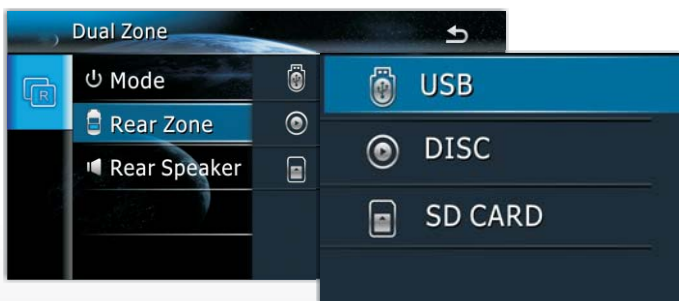 Dual Zone
R
Mode
Rear Zone
Rear Speaker
USB
DISC
SD CARD